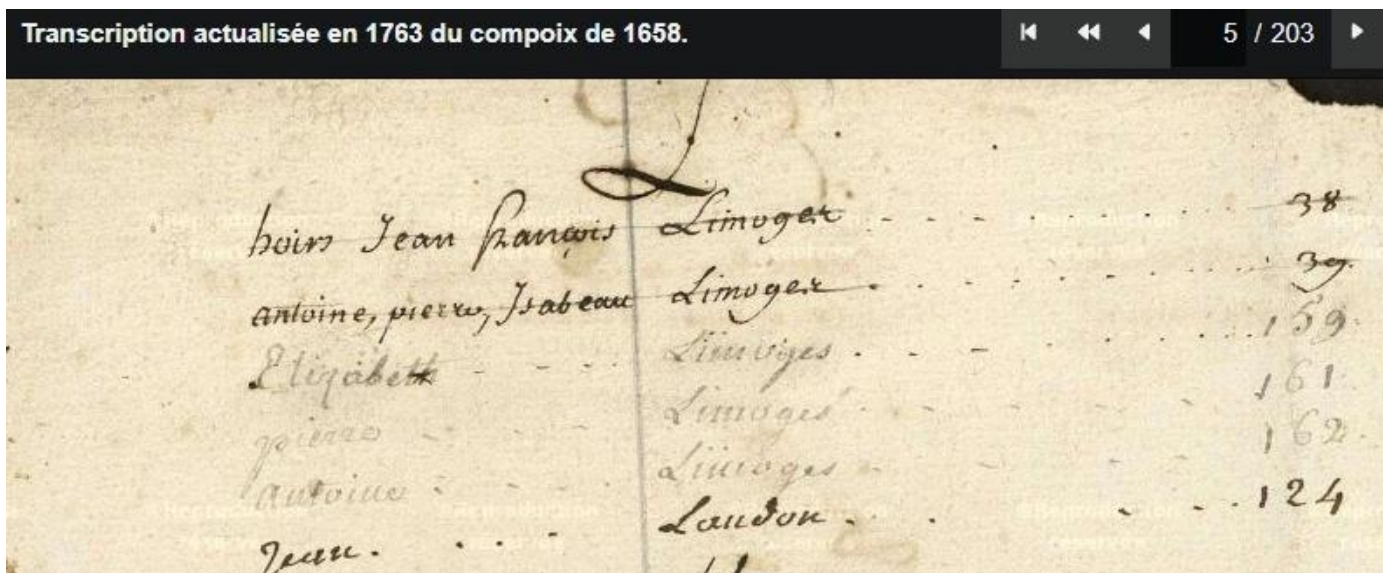 Transcription actualisée en 1763 du compoix de 1658.
5 / 203
L
hoirs Jean françois Limoges - - - - - - - 38
antoine, pierre, Isabeau Limoges - - - - - - 39.
Elizabeth - - - Limoges - - - - - - 159.
pierre - - - Limoges - - - - - - 161.
antoine - - - Limoges - - - - - - 162.
Jean. . . . Laudon . . - - . 124